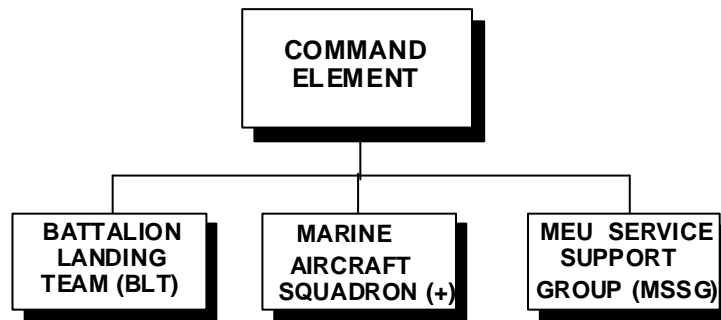 COMMAND
ELEMENT
BATTALION
LANDING
TEAM (BLT)
MARINE
AIRCRAFT
SQUADRON (+)
MEU SERVICE
SUPPORT
GROUP (MSSG)